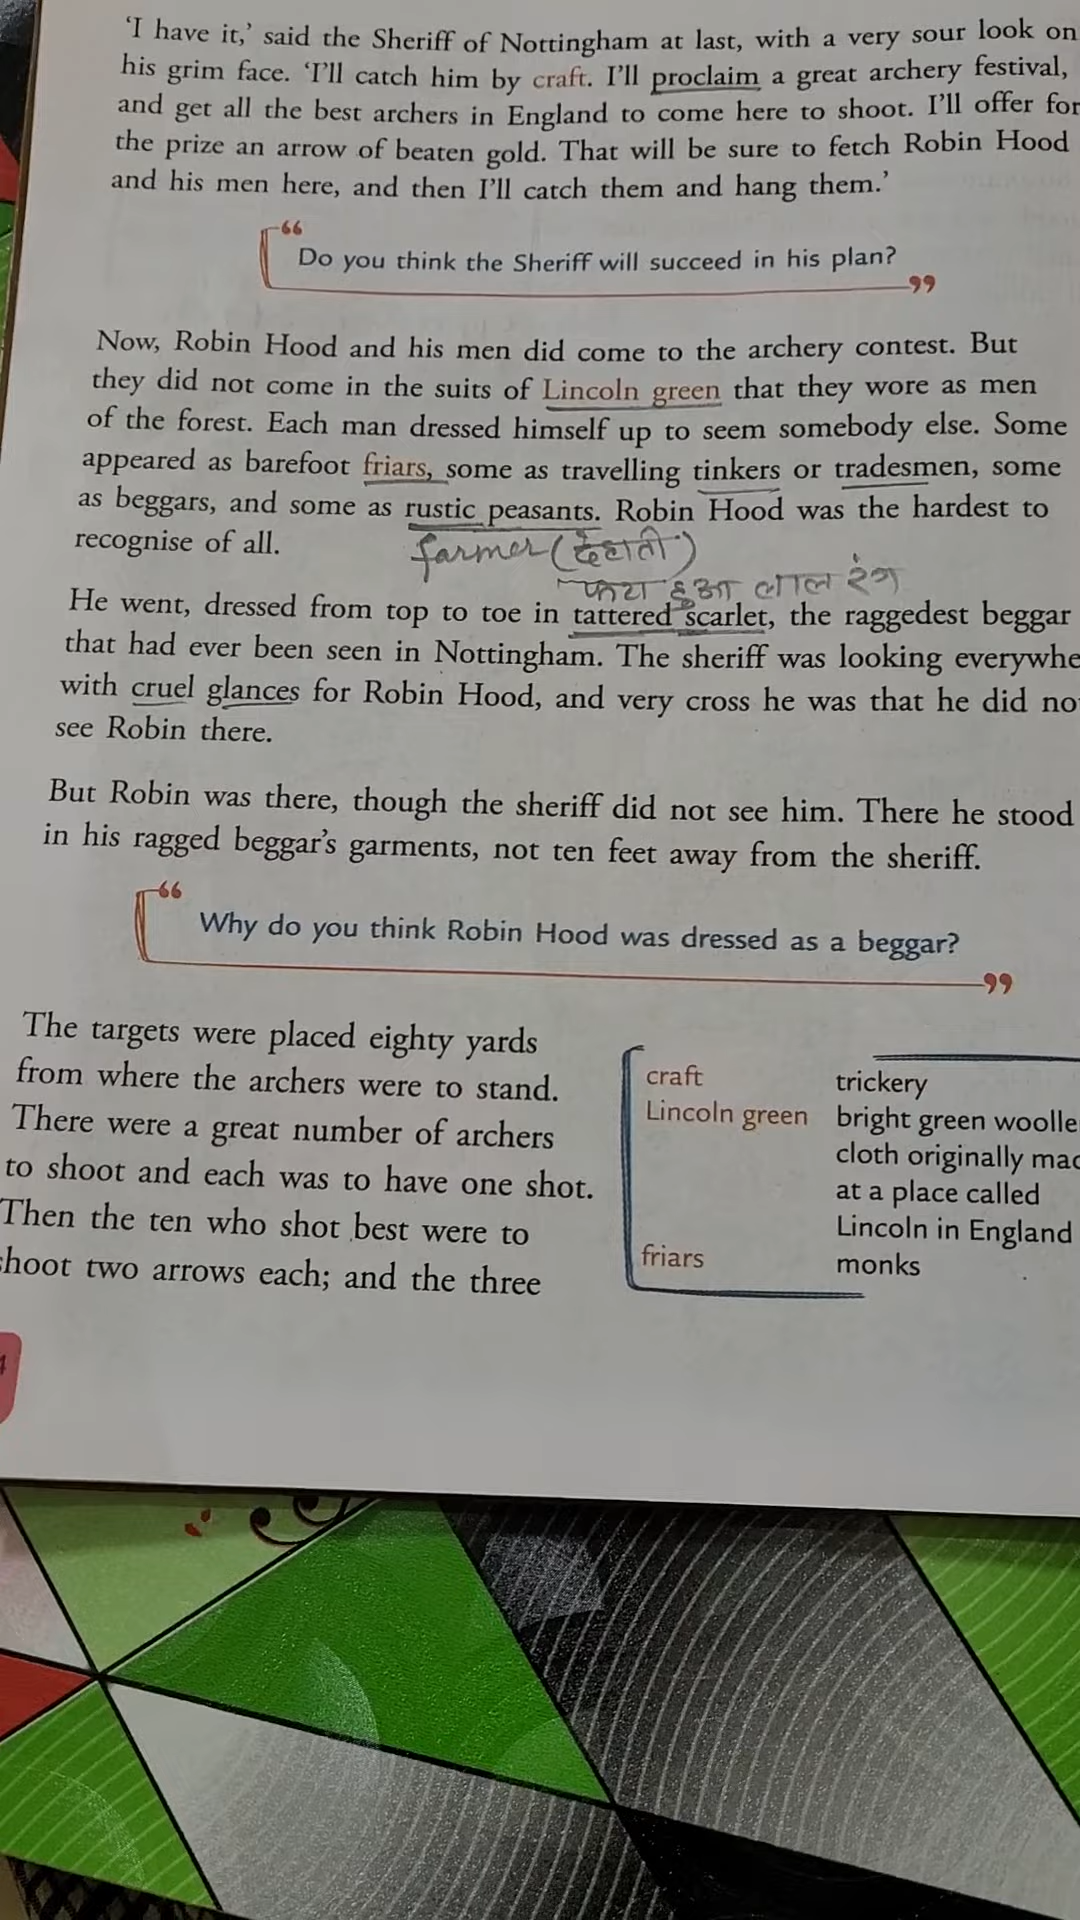 ‘I have it,’ said the Sheriff of Nottingham at last, with a very sour look on
his grim face. ‘I’ll catch him by craft. I’ll proclaim a great archery festival,
and get all the best archers in England to come here to shoot. I’ll offer for
the prize an arrow of beaten gold. That will be sure to fetch Robin Hood
and his men here, and then I’ll catch them and hang them.’
“
Do you think the Sheriff will succeed in his plan?
”
Now, Robin Hood and his men did come to the archery contest. But
they did not come in the suits of Lincoln green that they wore as men
of the forest. Each man dressed himself up to seem somebody else. Some
appeared as barefoot friars, some as travelling tinkers or tradesmen, some
as beggars, and some as rustic peasants. Robin Hood was the hardest to
recognise of all.
farmer (देहाती)
फटा हुआ लाल रंग
He went, dressed from top to toe in tattered scarlet, the raggedest beggar
that had ever been seen in Nottingham. The sheriff was looking everywhe
with cruel glances for Robin Hood, and very cross he was that he did no
see Robin there.
But Robin was there, though the sheriff did not see him. There he stood
in his ragged beggar’s garments, not ten feet away from the sheriff.
“
Why do you think Robin Hood was dressed as a beggar?
”
The targets were placed eighty yards
from where the archers were to stand.
There were a great number of archers
to shoot and each was to have one shot.
Then the ten who shot best were to
hoot two arrows each; and the three
craft trickery
Lincoln green bright green woolle
cloth originally mad
at a place called
Lincoln in England
friars monks
4